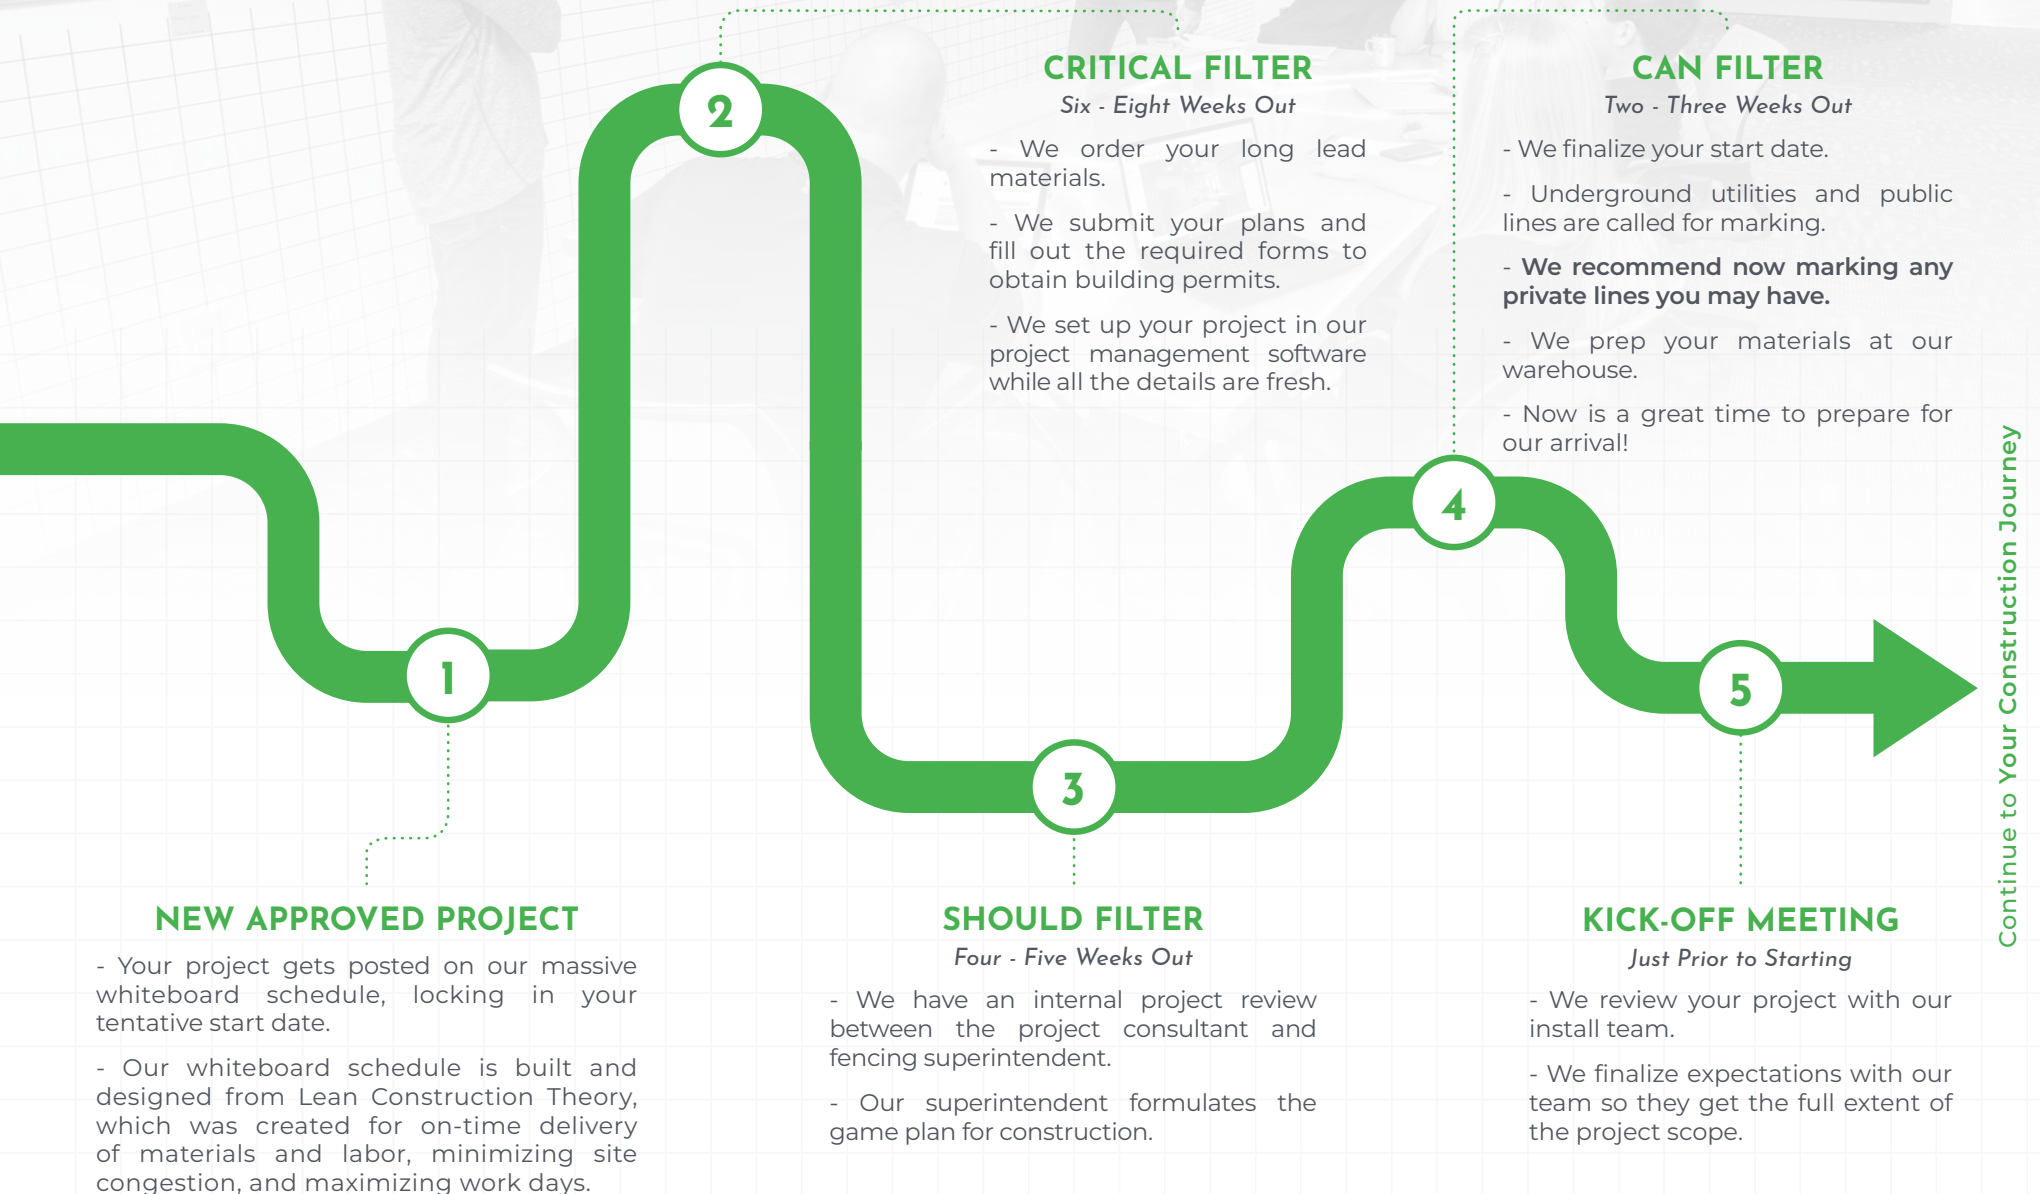 1
NEW APPROVED PROJECT
- Your project gets posted on our massive
whiteboard schedule, locking in your
tentative start date.
- Our whiteboard schedule is built and
designed from Lean Construction Theory,
which was created for on-time delivery
of materials and labor, minimizing site
congestion, and maximizing work days.
2
CRITICAL FILTER
Six - Eight Weeks Out
- We order your long lead
materials.
- We submit your plans and
fill out the required forms to
obtain building permits.
- We set up your project in our
project management software
while all the details are fresh.
3
SHOULD FILTER
Four - Five Weeks Out
- We have an internal project review
between the project consultant and
fencing superintendent.
- Our superintendent formulates the
game plan for construction.
4
CAN FILTER
Two - Three Weeks Out
- We finalize your start date.
- Underground utilities and public
lines are called for marking.
- We recommend now marking any
private lines you may have.
- We prep your materials at our
warehouse.
- Now is a great time to prepare for
our arrival!
5
KICK-OFF MEETING
Just Prior to Starting
- We review your project with our
install team.
- We finalize expectations with our
team so they get the full extent of
the project scope.
Continue to Your Construction Journey